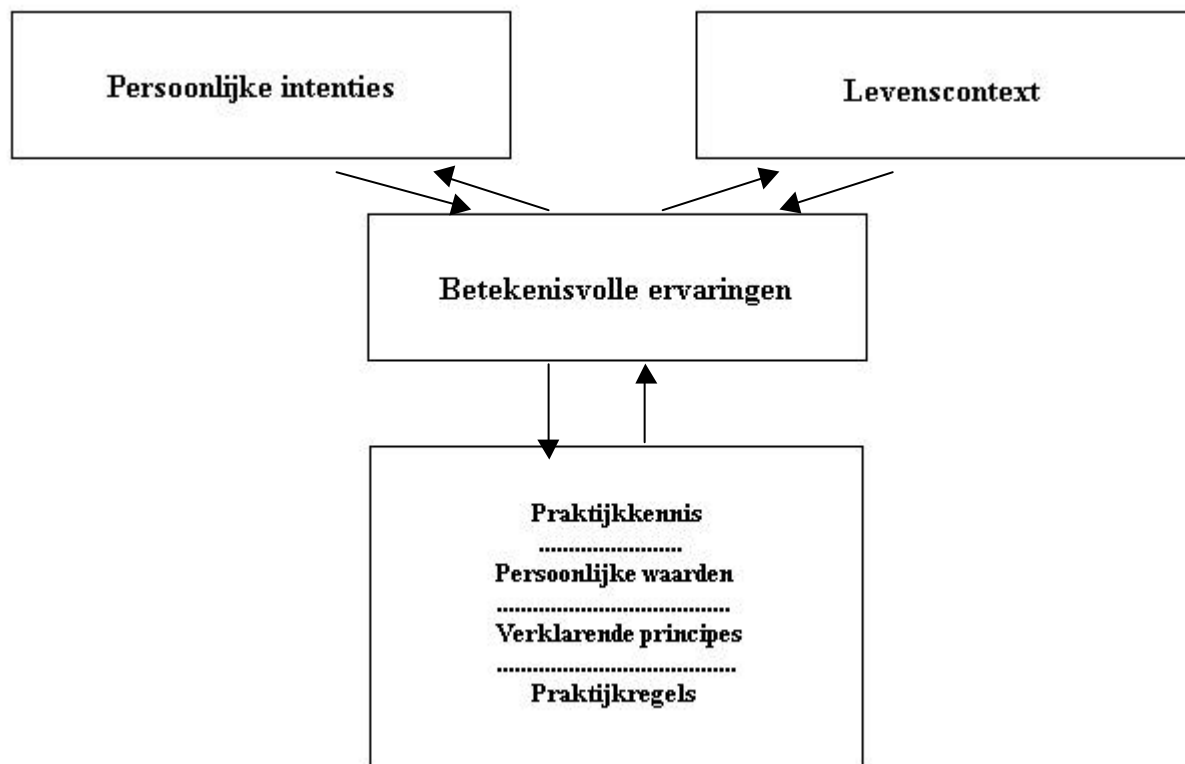 Persoonlijke intenties
Levenscontext
Betekenisvolle ervaringen
Praktijkkennis
........................
Persoonlijke waarden
.......................................
Verklarende principes
........................................
Praktijkregels